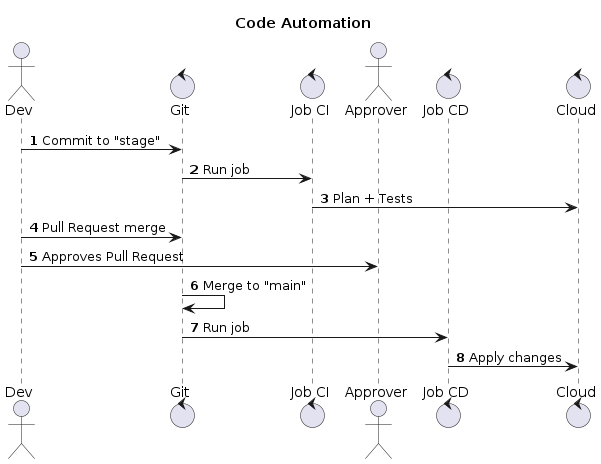 Code Automation
Dev Git Job CI Approver Job CD Cloud
1 Commit to "stage"
2 Run job
3 Plan + Tests
4 Pull Request merge
5 Approves Pull Request
6 Merge to "main"
7 Run job
8 Apply changes
Dev Git Job CI Approver Job CD Cloud